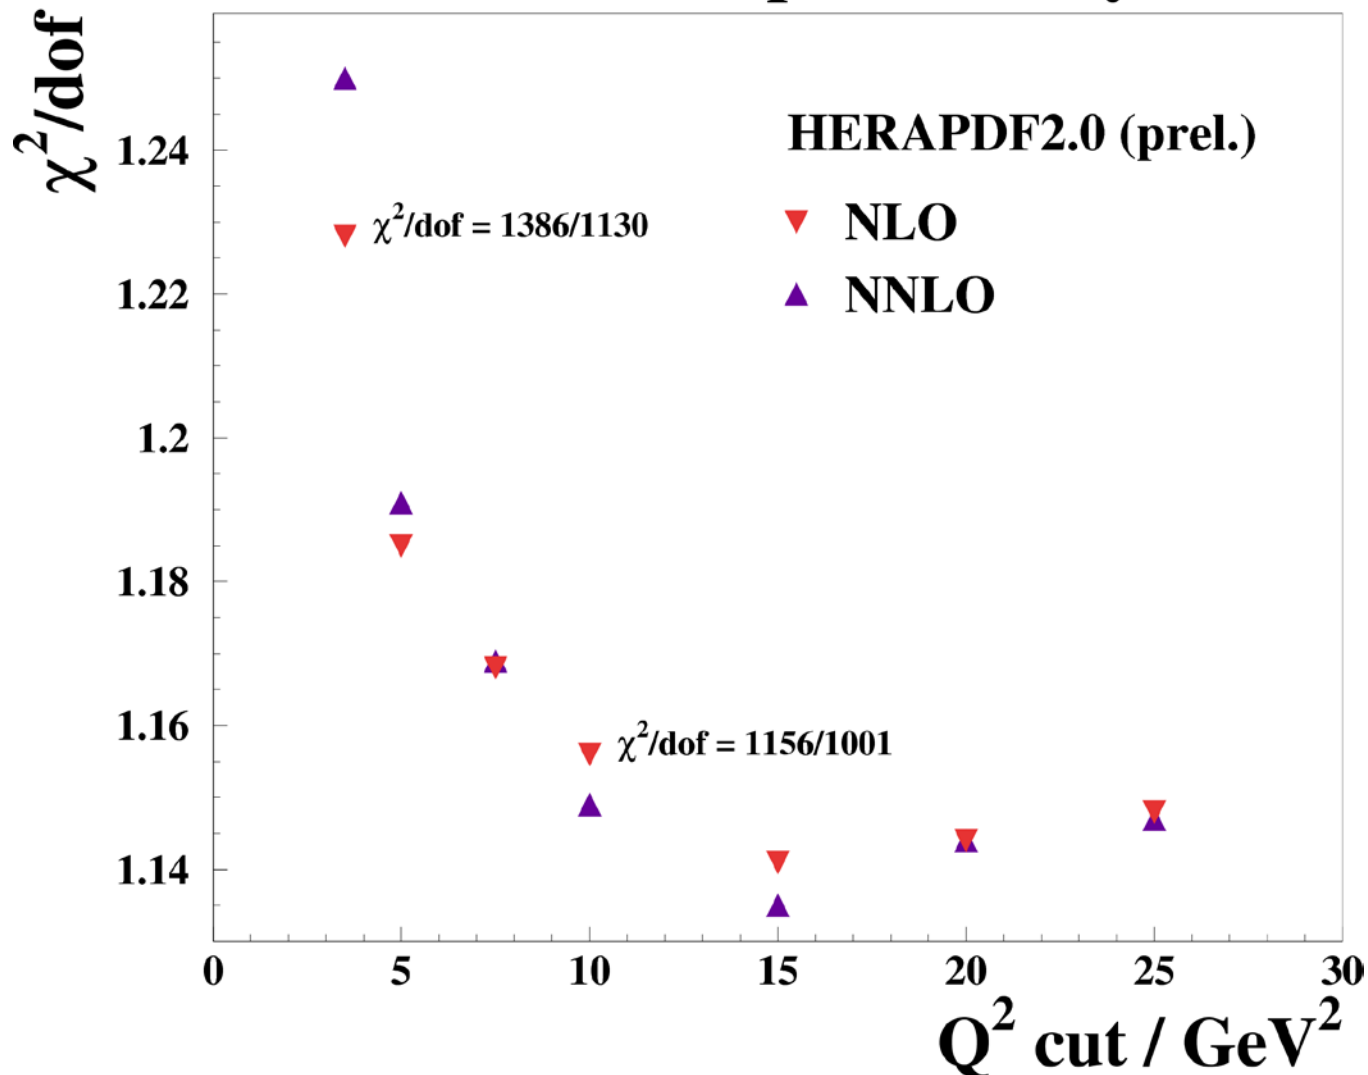 χ²/dof
1.24
1.22
1.2
1.18
1.16
1.14
HERAPDF2.0 (prel.)
NLO
NNLO
χ²/dof = 1386/1130
χ²/dof = 1156/1001
0 5 10 15 20 25 30
Q² cut / GeV²